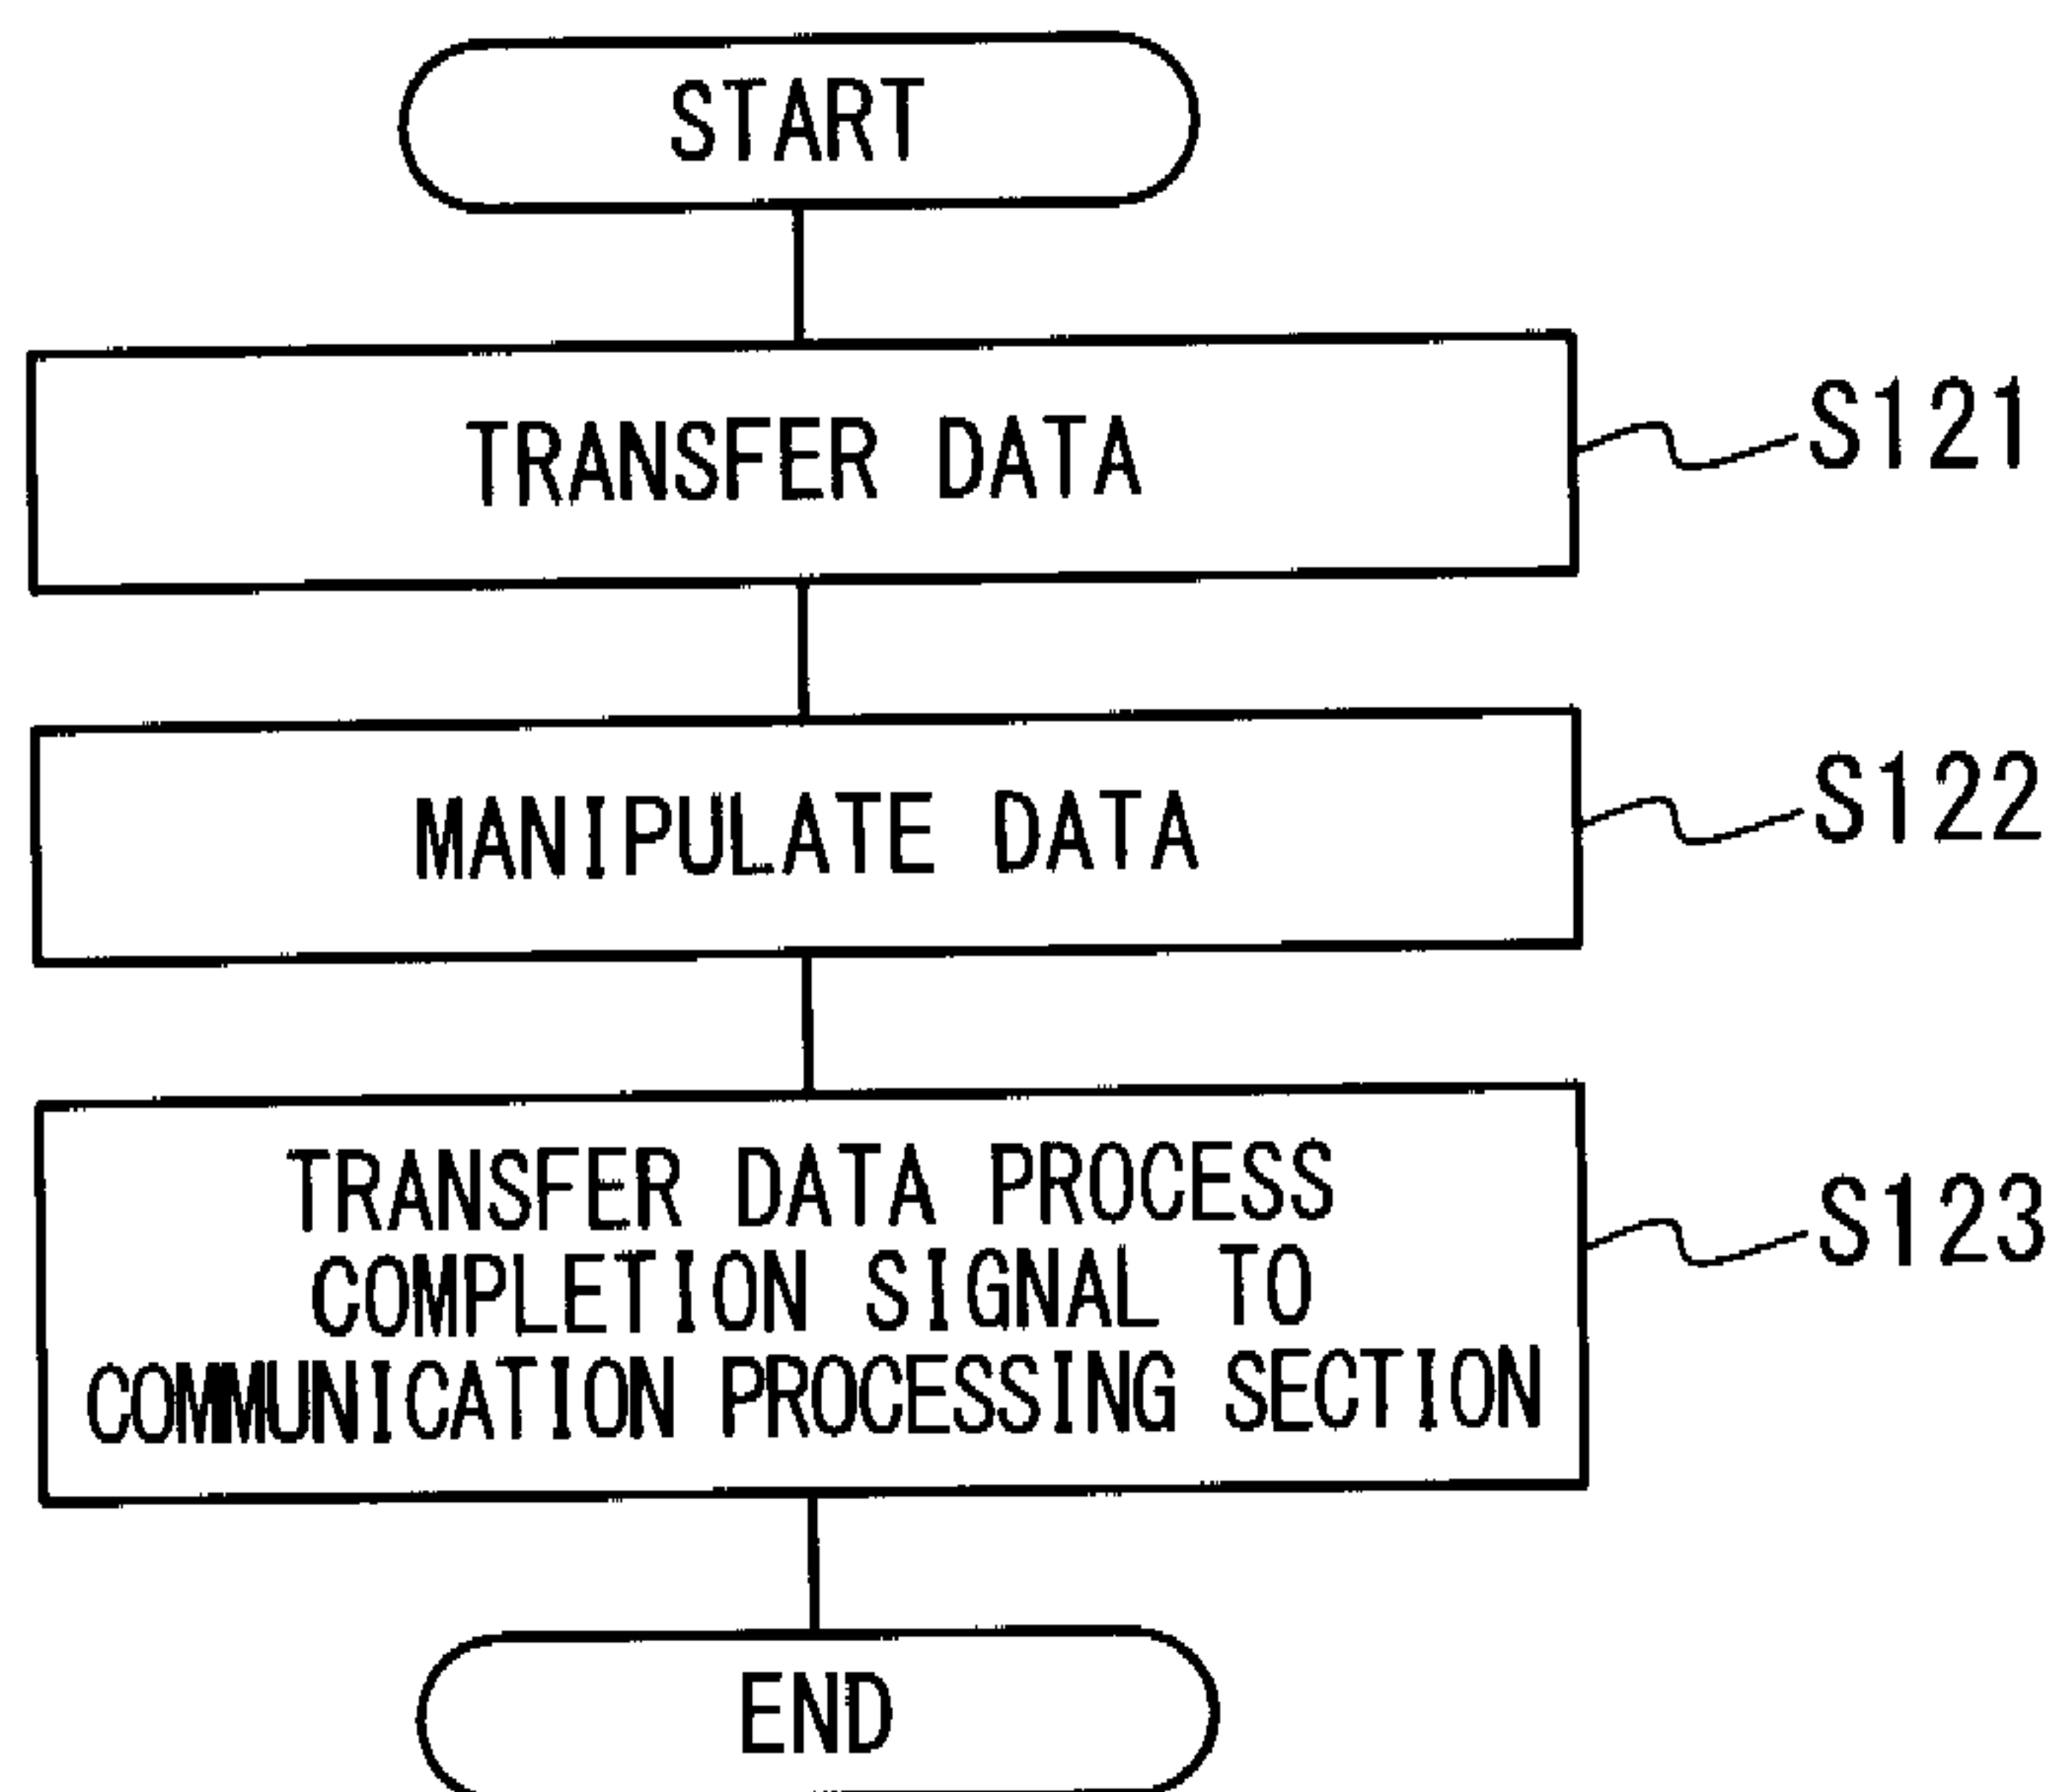 START
TRANSFER DATA
S121
MANIPULATE DATA
S122
TRANSFER DATA PROCESS
COMPLETION SIGNAL TO
COMMUNICATION PROCESSING SECTION
S123
END